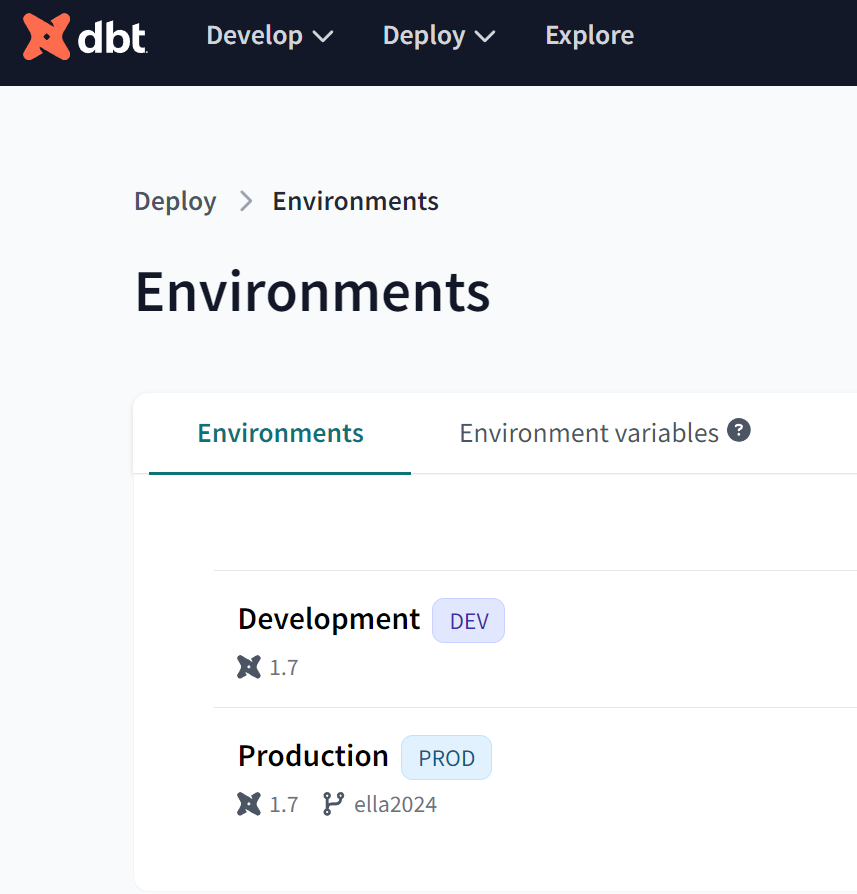 dbt Develop Deploy Explore
Deploy Environments
Environments
Environments Environment variables ?
Development DEV
1.7
Production PROD
1.7 ella2024